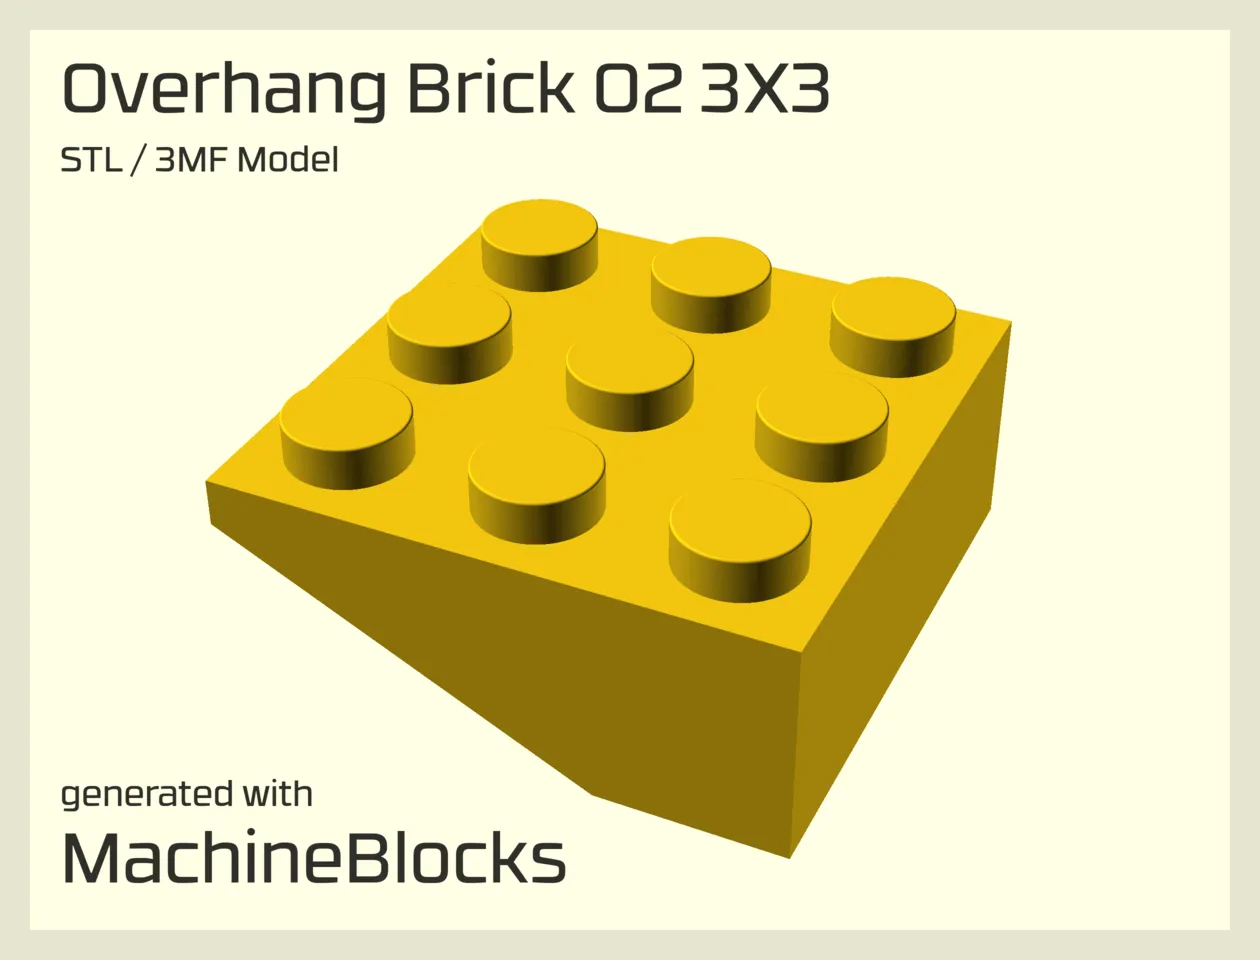 Overhang Brick 02 3X3
STL / 3MF Model
generated with
MachineBlocks